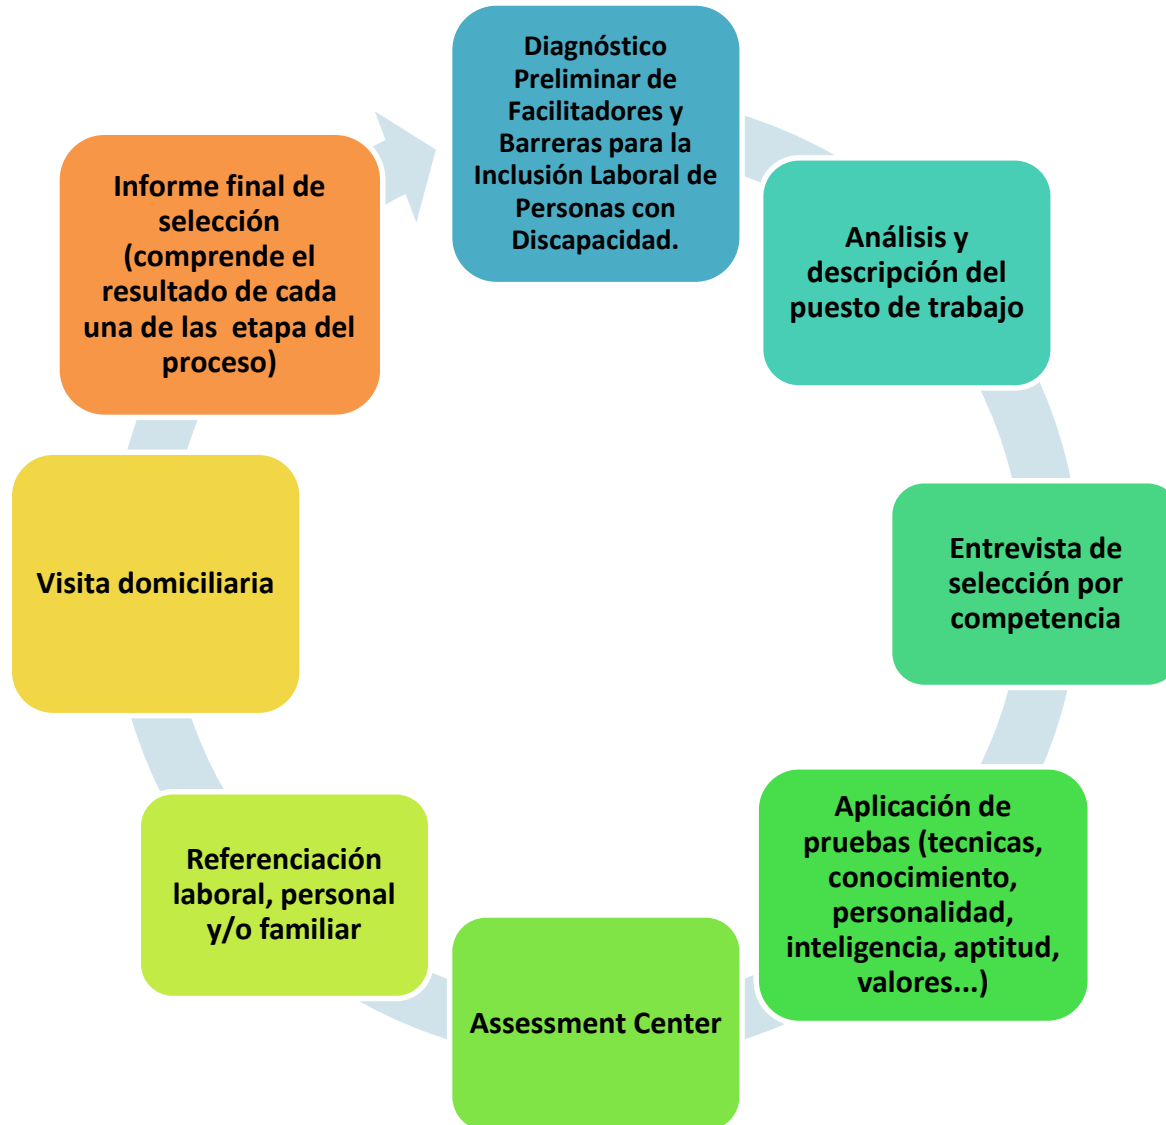 Diagnóstico
Preliminar de
Facilitadores y
Barreras para la
Inclusión Laboral de
Personas con
Discapacidad.
Análisis y
descripción del
puesto de trabajo
Entrevista de
selección por
competencia
Aplicación de
pruebas (tecnicas,
conocimiento,
personalidad,
inteligencia, aptitud,
valores...)
Assessment Center
Referenciación
laboral, personal
y/o familiar
Visita domiciliaria
Informe final de
selección
(comprende el
resultado de cada
una de las  etapa del
proceso)